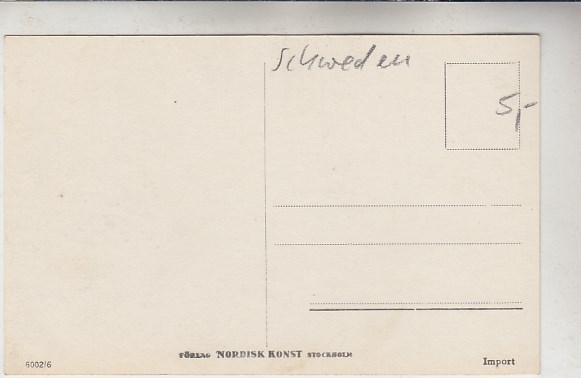 Schweden
5,-
FÖRLAG NORDISK KONST STOCKHOLM
6002/6
Import